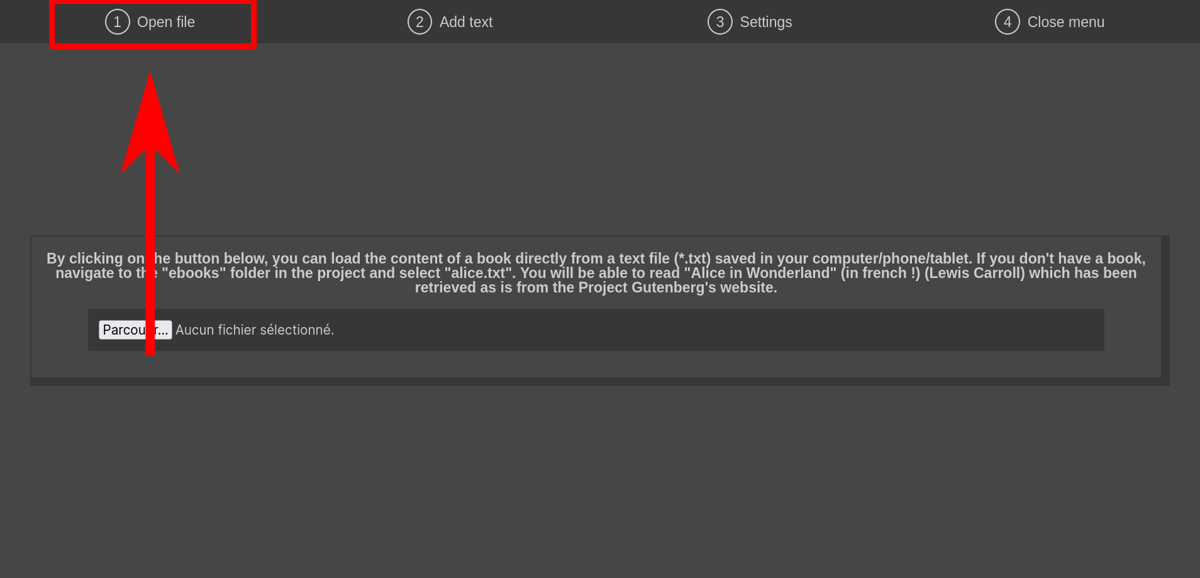 1 Open file
2 Add text
3 Settings
4 Close menu
By clicking on the button below, you can load the content of a book directly from a text file (*.txt) saved in your computer/phone/tablet. If you don't have a book,
navigate to the "ebooks" folder in the project and select "alice.txt". You will be able to read "Alice in Wonderland" (in french !) (Lewis Carroll) which has been
retrieved as is from the Project Gutenberg's website.
Parcourir... Aucun fichier sélectionné.